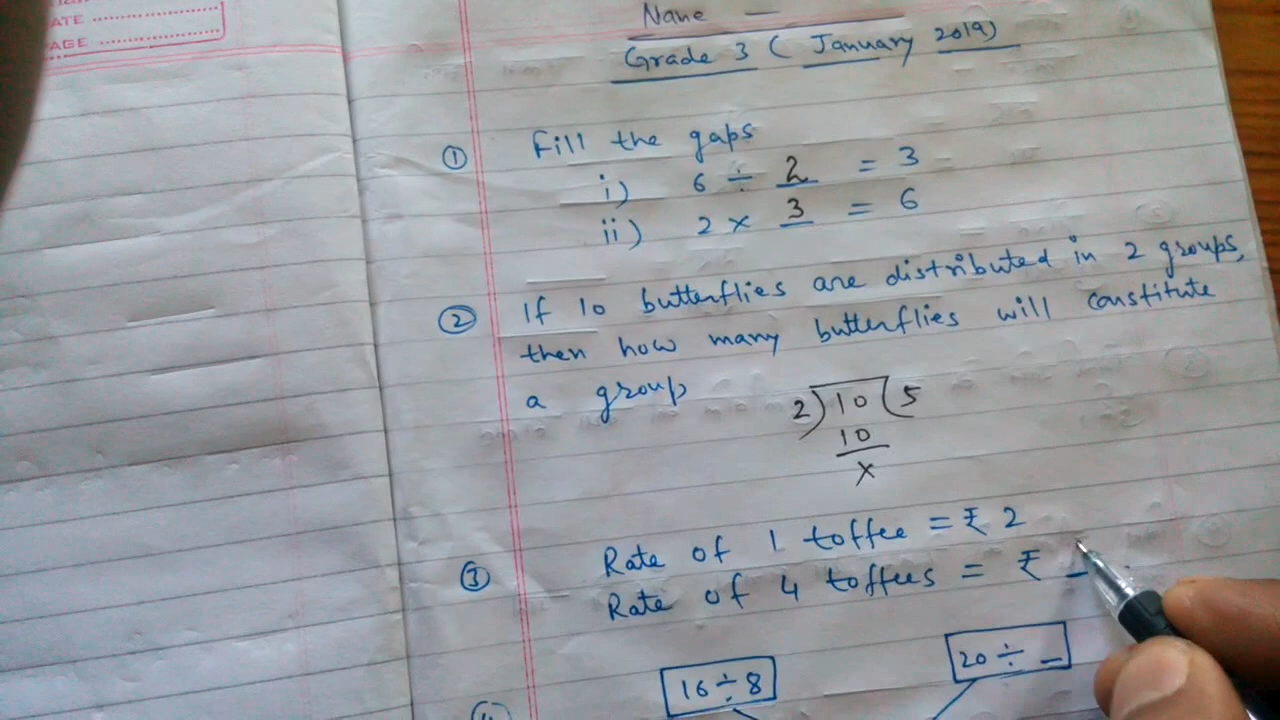 ATE
AGE
Name —
Grade 3 ( January 2019)
① Fill the gaps
i) 6 ÷ 2 = 3
ii) 2 × 3 = 6
② If 10 butterflies are distributed in 2 groups,
then how many butterflies will constitute
a group
2)10(5
10
x
③ Rate of 1 toffee = ₹ 2
Rate of 4 toffees = ₹ _
20 ÷ _
16 ÷ 8